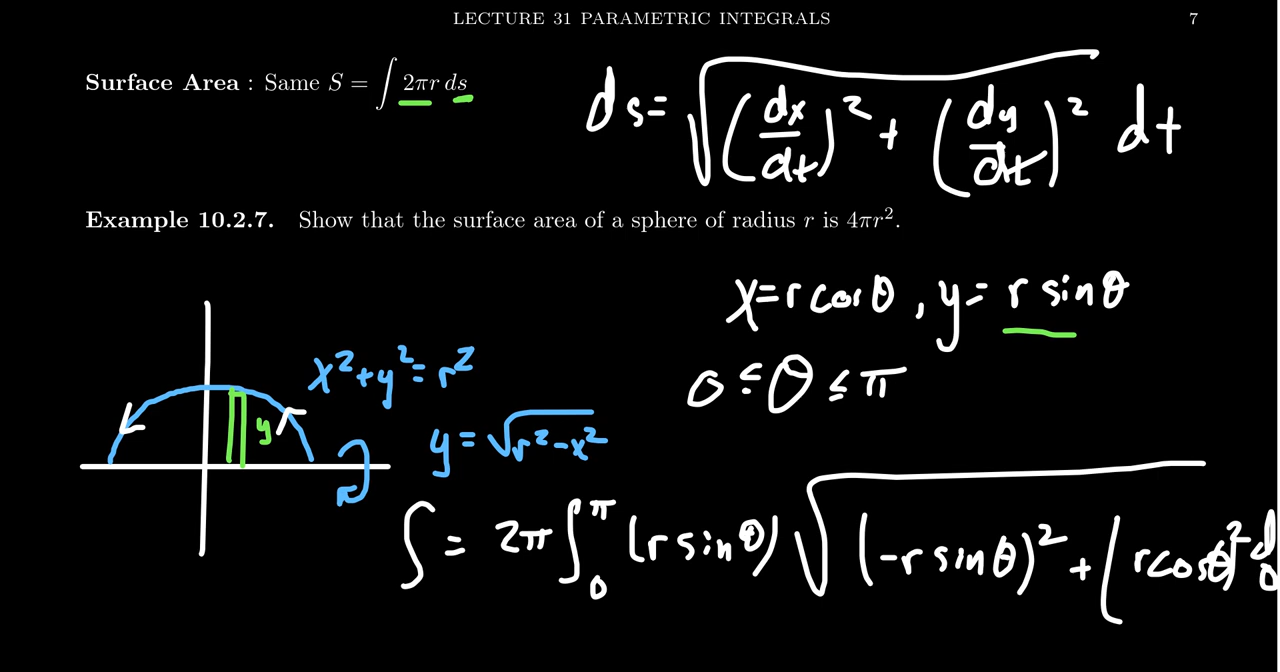 LECTURE 31 PARAMETRIC INTEGRALS 7
Surface Area : Same S = ∫ 2πr ds
ds = √((dx/dt)² + (dy/dt)²) dt
Example 10.2.7. Show that the surface area of a sphere of radius r is 4πr².
x = r cos θ , y = r sin θ
0 ≤ θ ≤ π
x² + y² = r²
y
y = √(r² − x²)
S = 2π ∫₀^π (r sin θ) √((−r sin θ)² + (r cos θ)² dθ